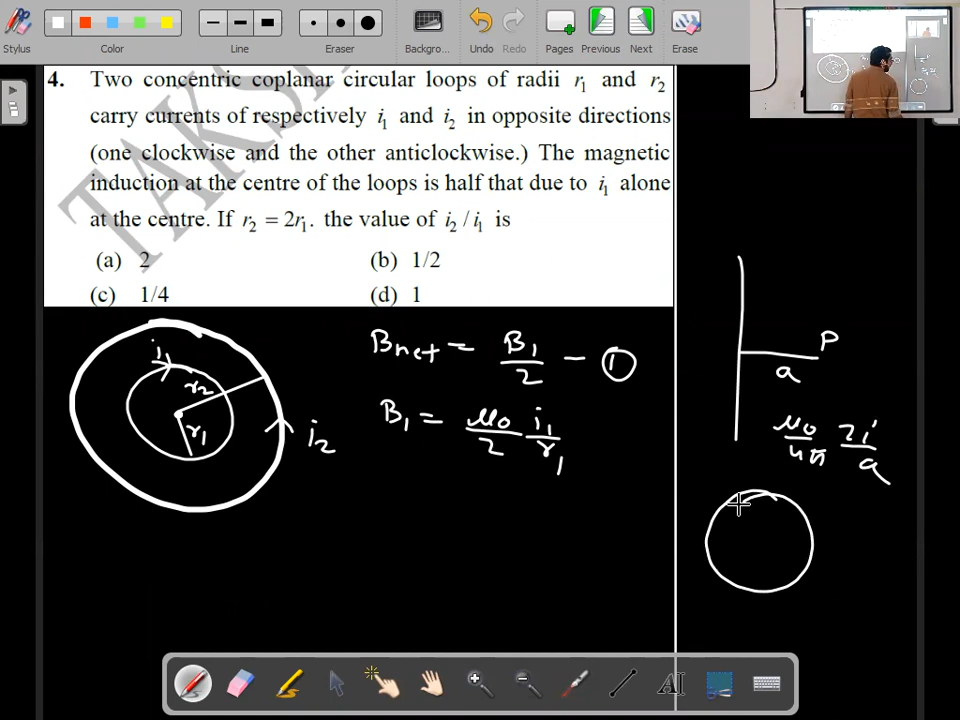 Stylus
Color
Line
Eraser
Backgro...
Undo
Redo
Pages
Previous
Next
Erase
4. Two concentric coplanar circular loops of radii r₁ and r₂
carry currents of respectively i₁ and i₂ in opposite directions
(one clockwise and the other anticlockwise.) The magnetic
induction at the centre of the loops is half that due to i₁ alone
at the centre. If r₂ = 2r₁. the value of i₂ / i₁ is
(a) 2 (b) 1/2
(c) 1/4 (d) 1
TAKSH
i₁
r₂
r₁
i₂
Bnet = B₁/2 - ①
B₁ = μ₀/2 i₁/r₁
P
a
μ₀/4π 2i/a
AI